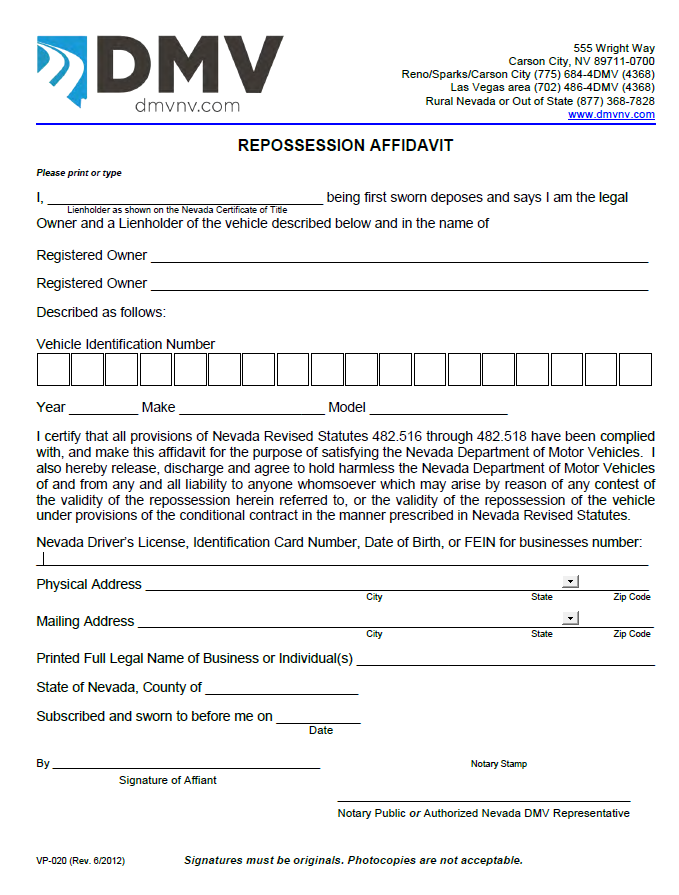 DMV
dmvnv.com
555 Wright Way
Carson City, NV 89711-0700
Reno/Sparks/Carson City (775) 684-4DMV (4368)
Las Vegas area (702) 486-4DMV (4368)
Rural Nevada or Out of State (877) 368-7828
www.dmvnv.com
REPOSSESSION AFFIDAVIT
Please print or type
I, ___________________________________ being first sworn deposes and says I am the legal
Lienholder as shown on the Nevada Certificate of Title
Owner and a Lienholder of the vehicle described below and in the name of
Registered Owner ________________________________________________________________
Registered Owner ________________________________________________________________
Described as follows:
Vehicle Identification Number
Year _________ Make ___________________ Model __________________
I certify that all provisions of Nevada Revised Statutes 482.516 through 482.518 have been complied
with, and make this affidavit for the purpose of satisfying the Nevada Department of Motor Vehicles. I
also hereby release, discharge and agree to hold harmless the Nevada Department of Motor Vehicles
of and from any and all liability to anyone whomsoever which may arise by reason of any contest of
the validity of the repossession herein referred to, or the validity of the repossession of the vehicle
under provisions of the conditional contract in the manner prescribed in Nevada Revised Statutes.
Nevada Driver's License, Identification Card Number, Date of Birth, or FEIN for businesses number:
Physical Address ________________________________________________________________
City State Zip Code
Mailing Address ________________________________________________________________
City State Zip Code
Printed Full Legal Name of Business or Individual(s) ______________________________________
State of Nevada, County of ____________________
Subscribed and sworn to before me on ___________
Date
By ___________________________________ Notary Stamp
Signature of Affiant
Notary Public or Authorized Nevada DMV Representative
VP-020 (Rev. 6/2012) Signatures must be originals. Photocopies are not acceptable.